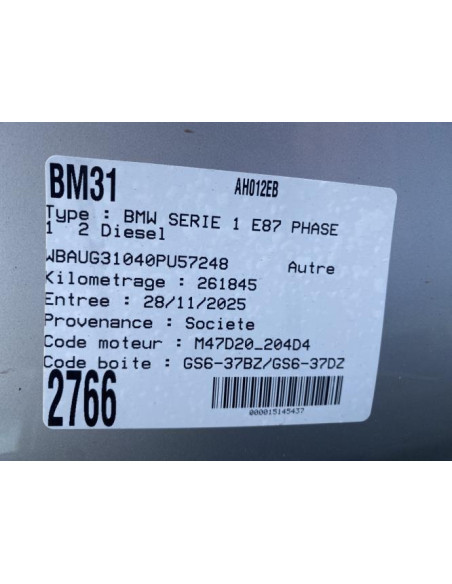 BM31 AH012EB
Type : BMW SERIE 1 E87 PHASE
1 2 Diesel
WBAUG31040PU57248 Autre
Kilometrage : 261845
Entree : 28/11/2025
Provenance : Societe
Code moteur : M47D20_204D4
Code boite : GS6-37BZ/GS6-37DZ
2766
000015145437